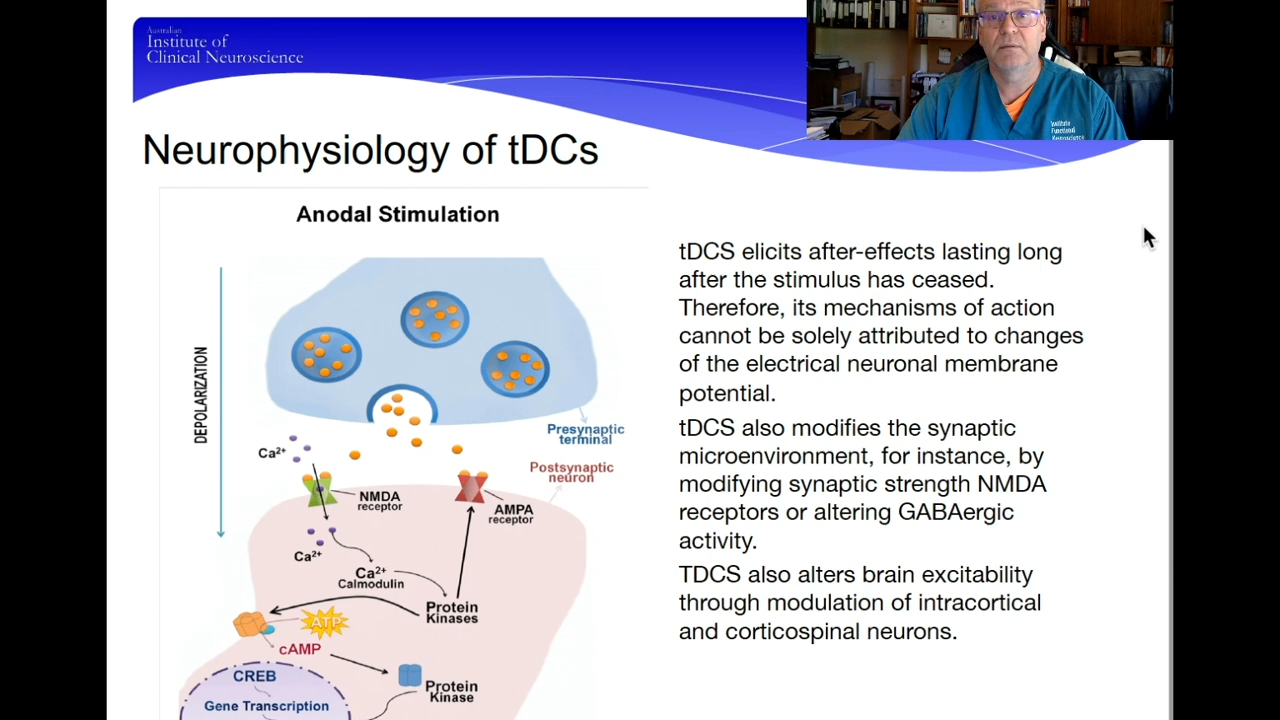 Australian
Institute of
Clinical Neuroscience
Institute
Functional
Neuroscience
Neurophysiology of tDCs
Anodal Stimulation
DEPOLARIZATION
Presynaptic
terminal
Ca2+
Postsynaptic
neuron
NMDA
receptor
AMPA
receptor
Ca2+
Ca2+
Calmodulin
Protein
Kinases
ATP
cAMP
CREB
Protein
Kinase
Gene Transcription
tDCS elicits after-effects lasting long
after the stimulus has ceased.
Therefore, its mechanisms of action
cannot be solely attributed to changes
of the electrical neuronal membrane
potential.
tDCS also modifies the synaptic
microenvironment, for instance, by
modifying synaptic strength NMDA
receptors or altering GABAergic
activity.
TDCS also alters brain excitability
through modulation of intracortical
and corticospinal neurons.